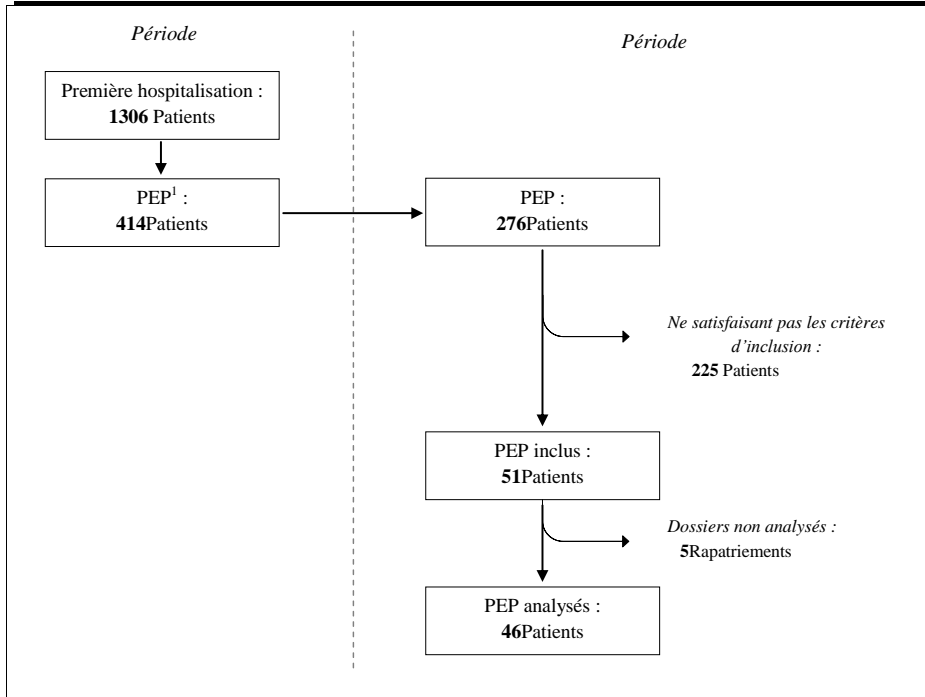 Période
Première hospitalisation :
1306 Patients
PEP¹ :
414Patients
Période
PEP :
276Patients
Ne satisfaisant pas les critères
d’inclusion :
225 Patients
PEP inclus :
51Patients
Dossiers non analysés :
5Rapatriements
PEP analysés :
46Patients